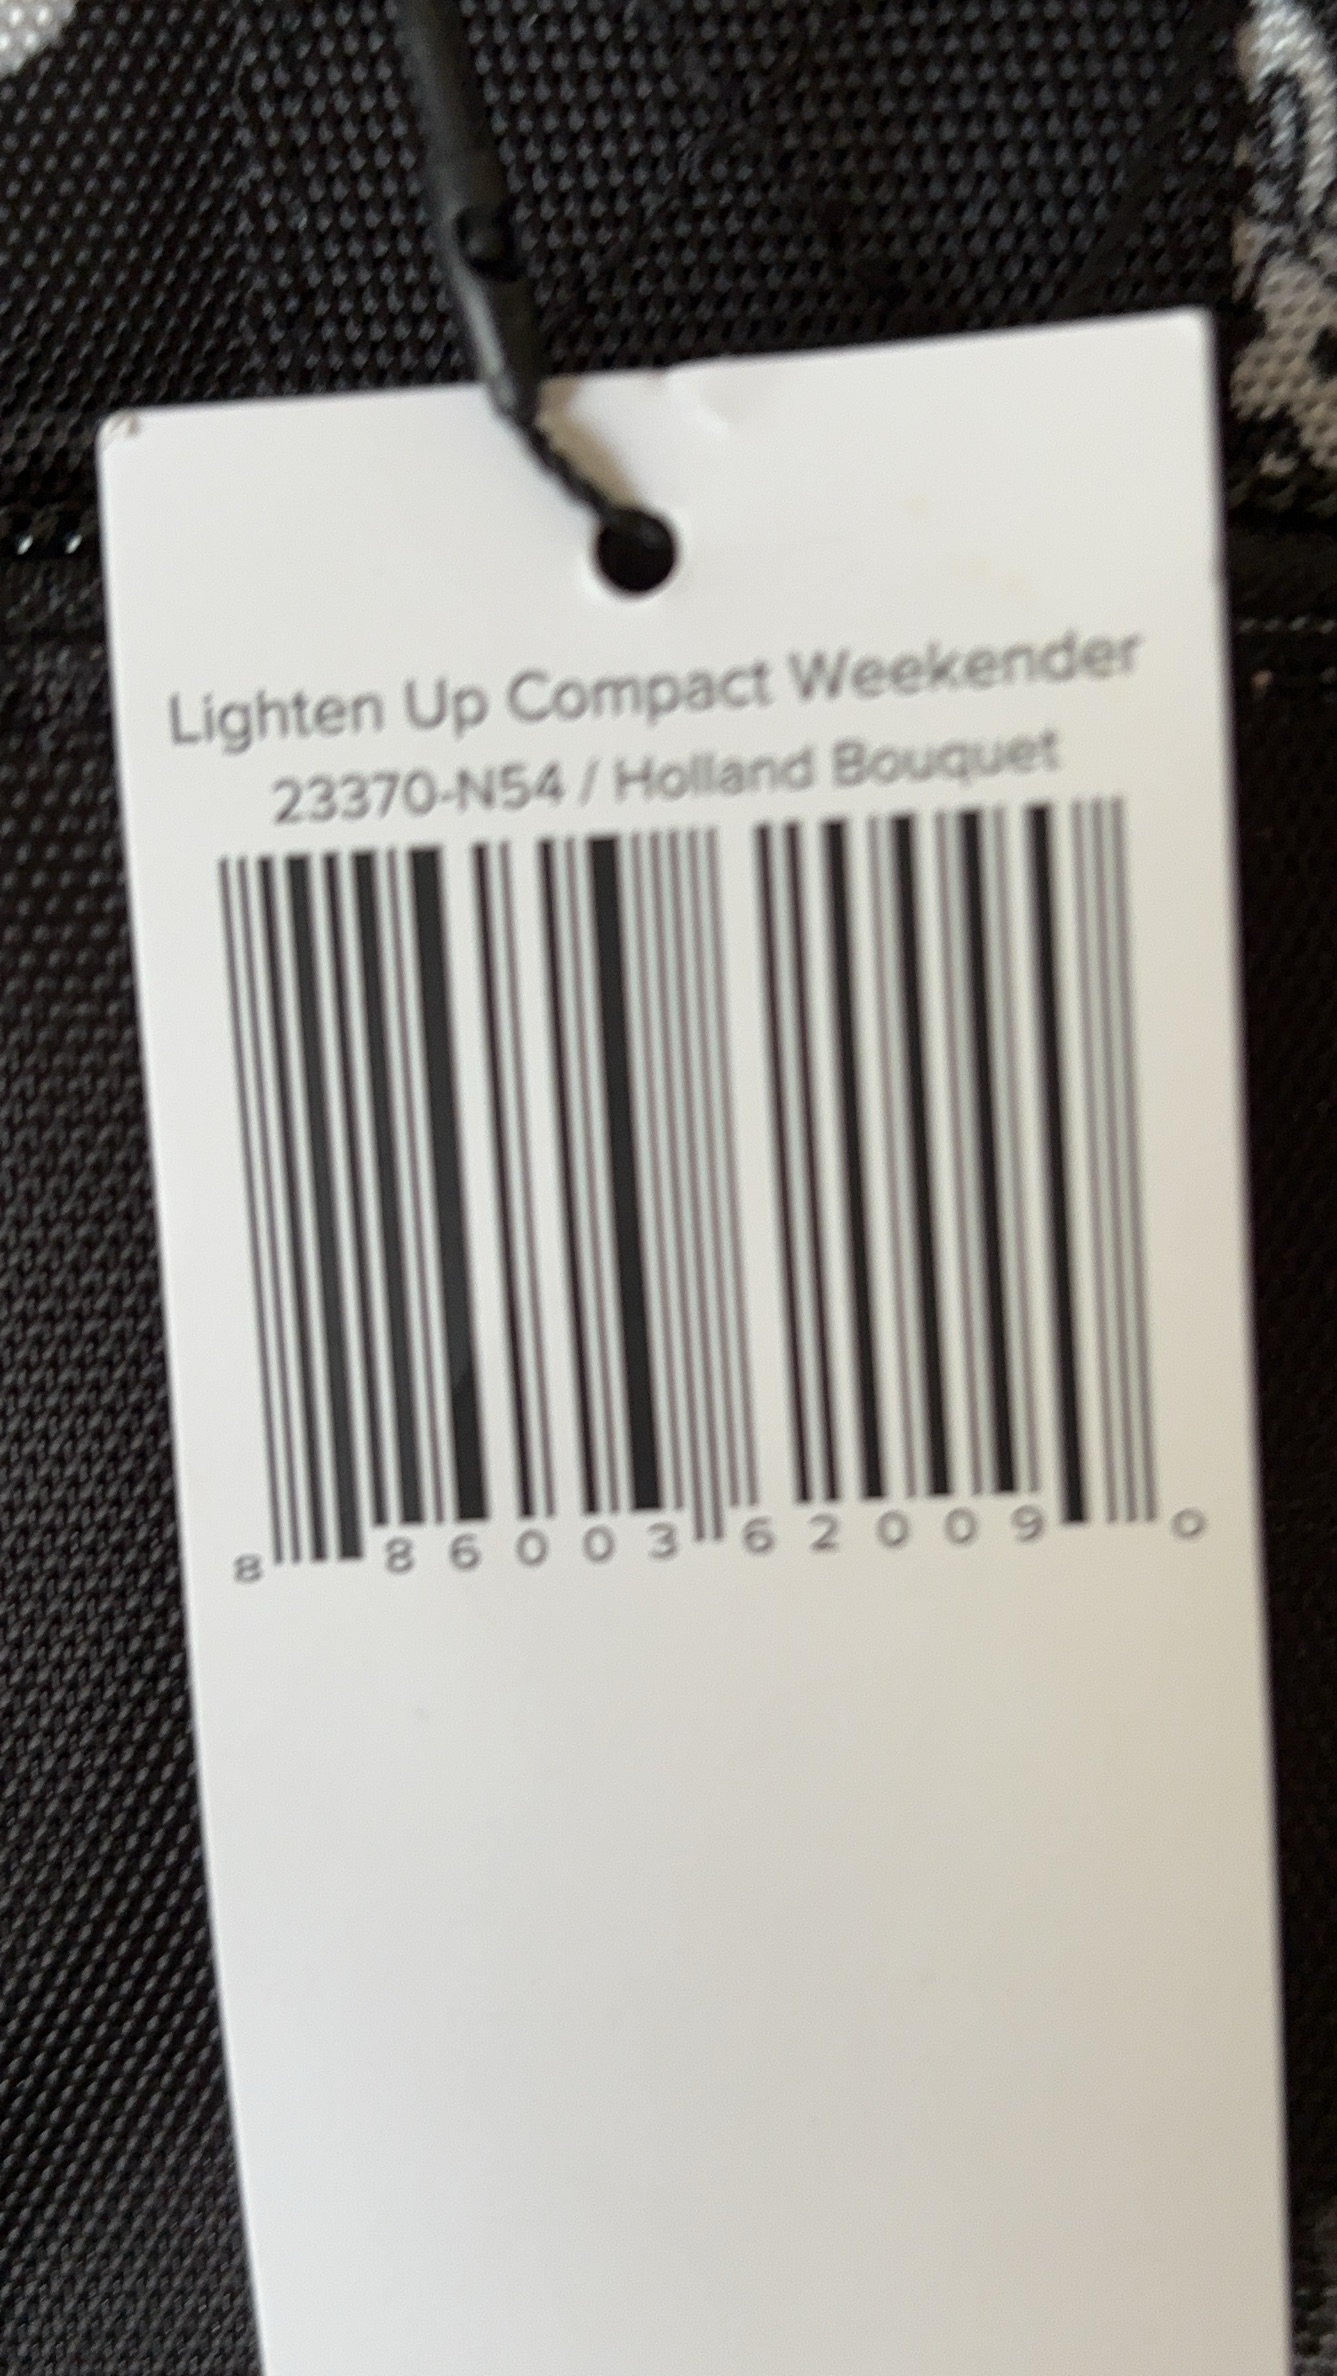 Lighten Up Compact Weekender
23370-N54 / Holland Bouquet
8 86003 62009 0